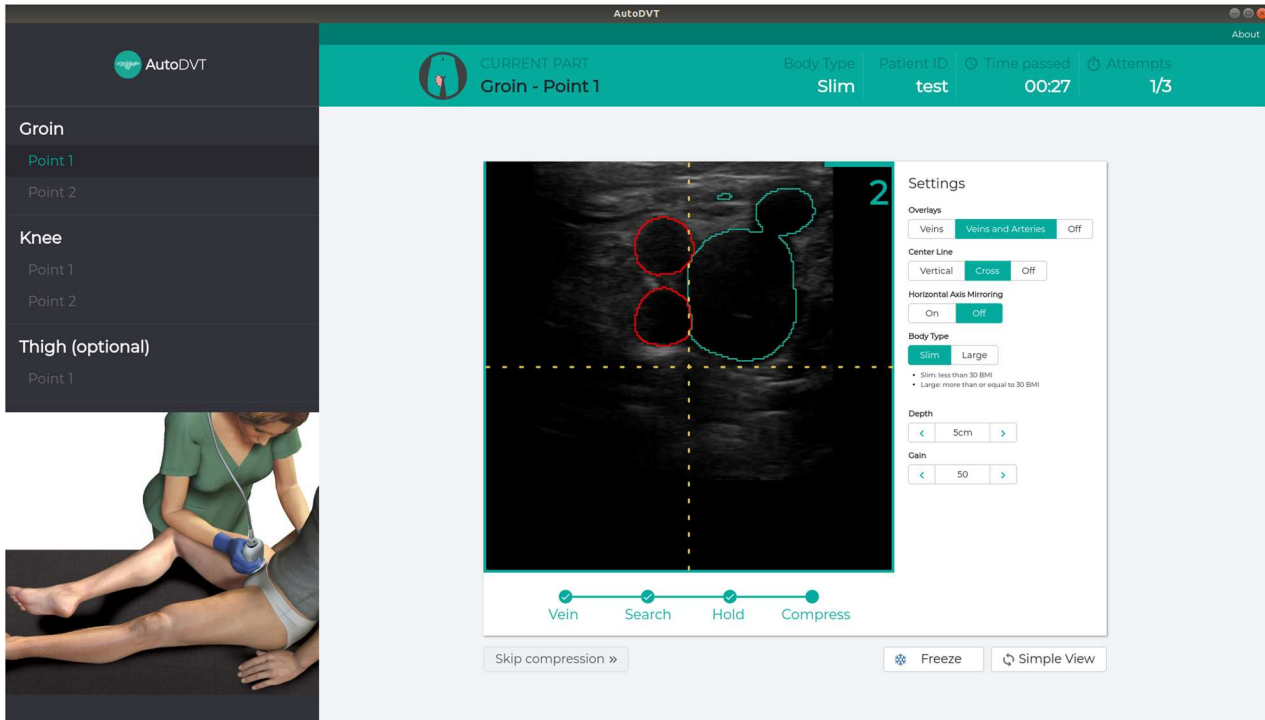 AutoDVT
About
AutoDVT
CURRENT PART
Groin - Point 1
Body Type
Slim
Patient ID
test
Time passed
00:27
Attempts
1/3
Groin
Point 1
Point 2
Knee
Point 1
Point 2
Thigh (optional)
Point 1
2
Settings
Overlays
Veins Veins and Arteries Off
Center Line
Vertical Cross Off
Horizontal Axis Mirroring
On Off
Body Type
Slim Large
• Slim: less than 30 BMI
• Large: more than or equal to 30 BMI
Depth
< 5cm >
Gain
< 50 >
Vein Search Hold Compress
Skip compression »
Freeze
Simple View